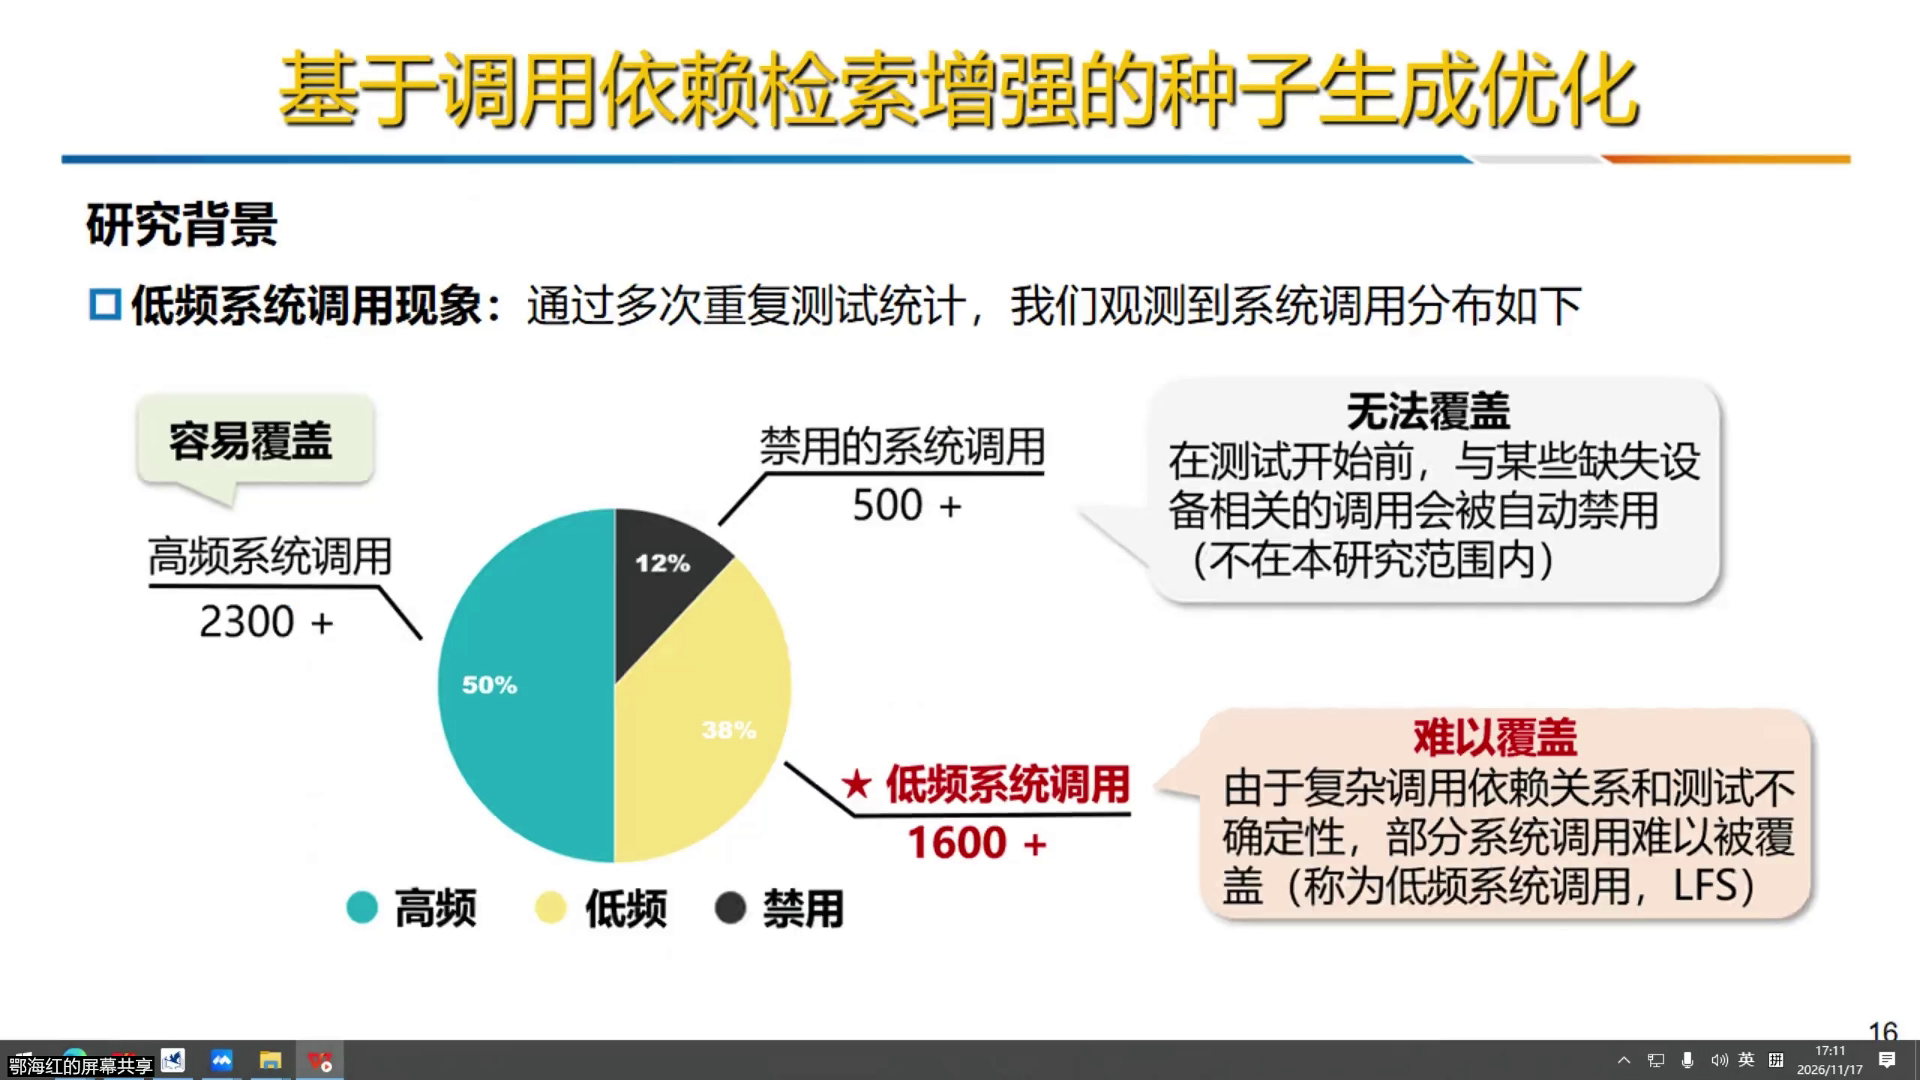 基于调用依赖检索增强的种子生成优化
研究背景
低频系统调用现象：通过多次重复测试统计，我们观测到系统调用分布如下
容易覆盖
高频系统调用
2300 +
禁用的系统调用
500 +
无法覆盖
在测试开始前，与某些缺失设
备相关的调用会被自动禁用
（不在本研究范围内）
12%
50%
38%
★ 低频系统调用
1600 +
难以覆盖
由于复杂调用依赖关系和测试不
确定性，部分系统调用难以被覆
盖（称为低频系统调用，LFS）
高频 低频 禁用
16
鄂海红的屏幕共享
英
拼
17:11
2026/11/17